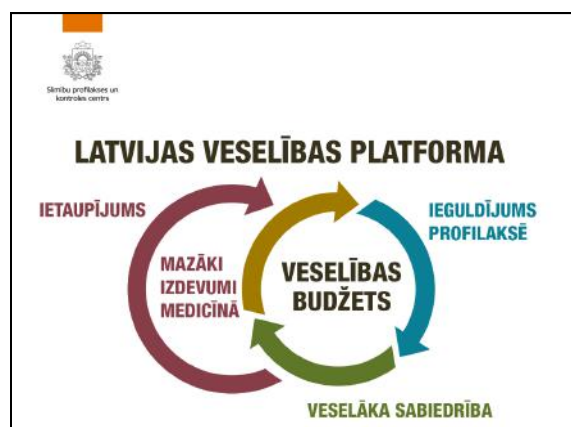 Slimību profilakses un
kontroles centrs
LATVIJAS VESELĪBAS PLATFORMA
IETAUPĪJUMS
IEGULDĪJUMS
PROFILAKSĒ
MAZĀKI
IZDEVUMI
MEDICĪNĀ
VESELĪBAS
BUDŽETS
VESELĀKA SABIEDRĪBA